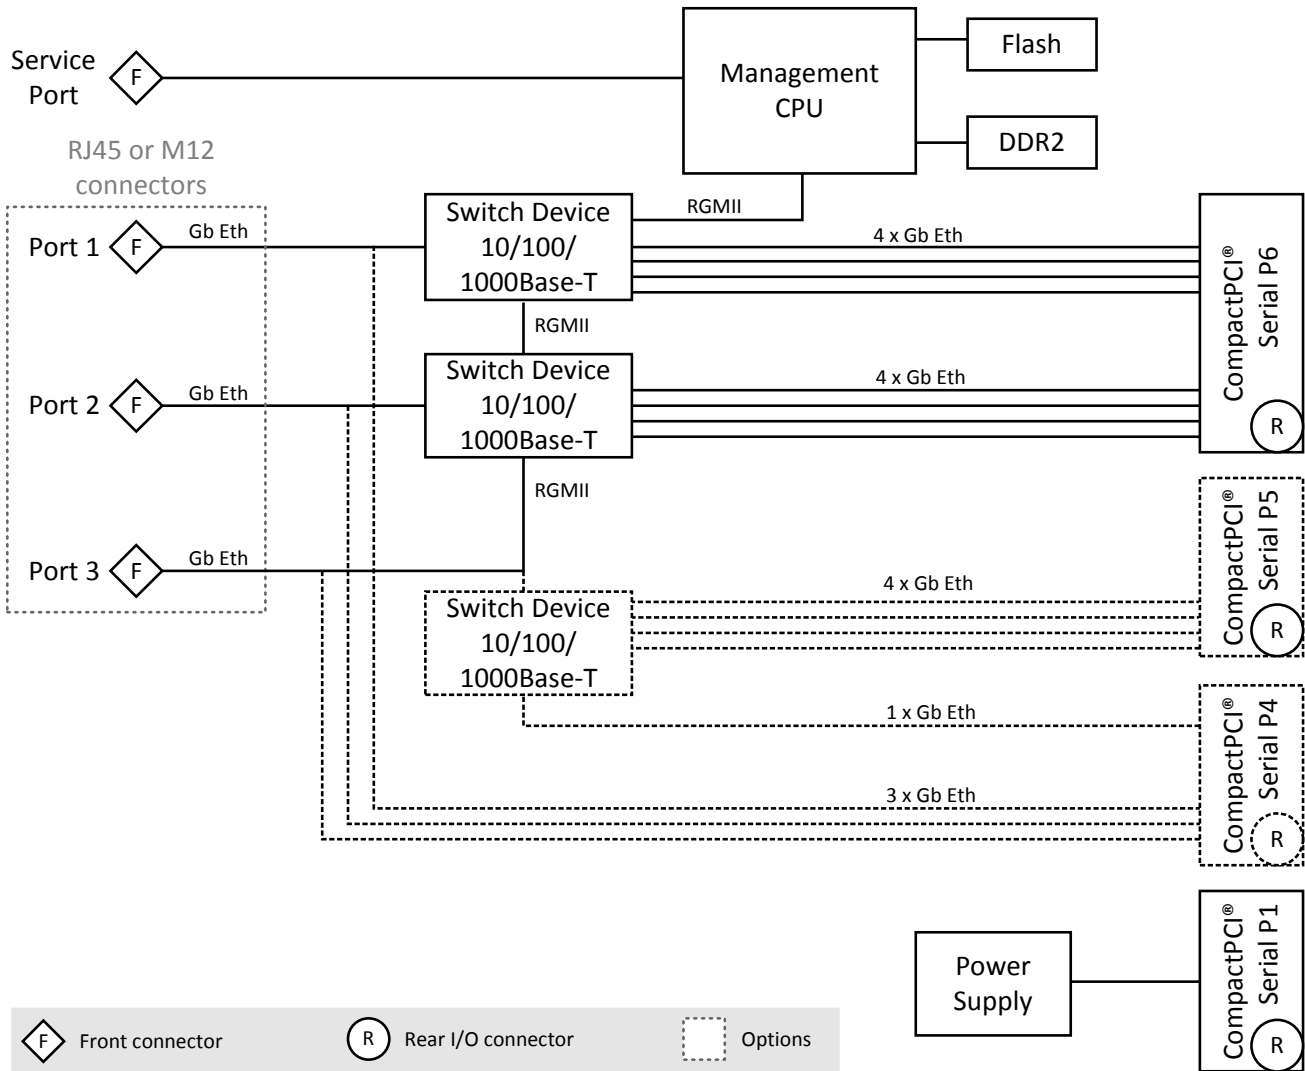 Service
Port
F
Management
CPU
Flash
DDR2
RJ45 or M12
connectors
Port 1
F
Gb Eth
Switch Device
10/100/
1000Base-T
RGMII
4 x Gb Eth
CompactPCI®
Serial P6
R
RGMII
Port 2
F
Gb Eth
Switch Device
10/100/
1000Base-T
4 x Gb Eth
RGMII
Port 3
F
Gb Eth
Switch Device
10/100/
1000Base-T
4 x Gb Eth
CompactPCI®
Serial P5
R
1 x Gb Eth
3 x Gb Eth
CompactPCI®
Serial P4
R
Power
Supply
CompactPCI®
Serial P1
R
F Front connector
R Rear I/O connector
Options